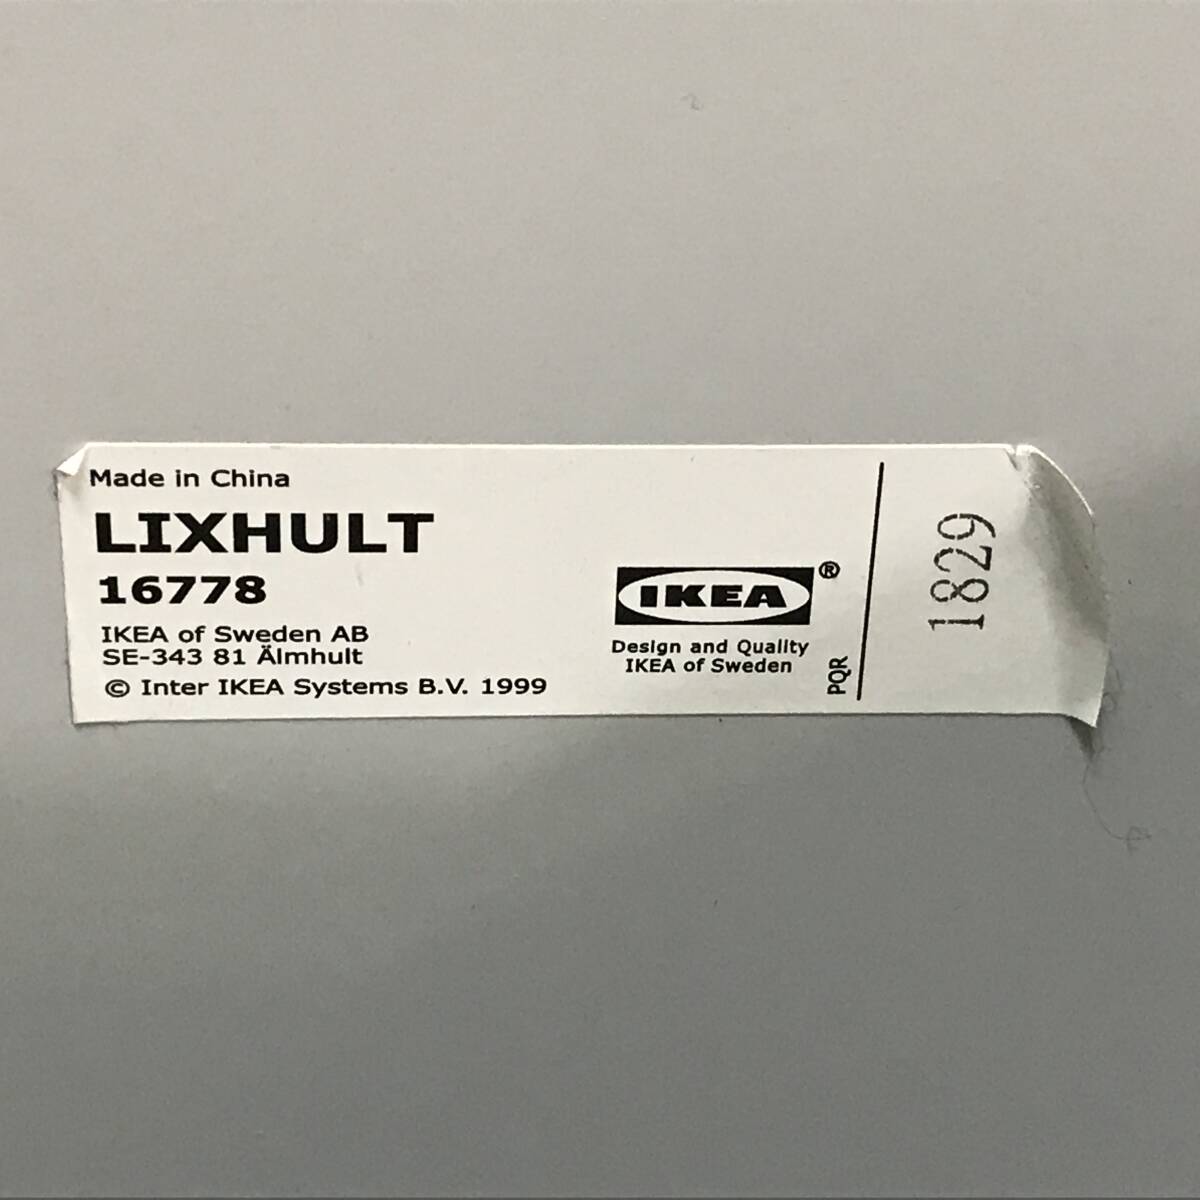 Made in China
LIXHULT
16778
IKEA of Sweden AB
SE-343 81 Älmhult
© Inter IKEA Systems B.V. 1999
IKEA®
Design and Quality
IKEA of Sweden
PQR
1829